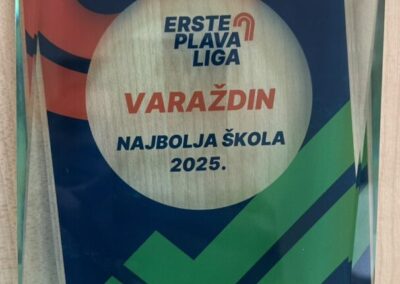 ERSTE
PLAVA
LIGA
VARAŽDIN
NAJBOLJA ŠKOLA
2025.